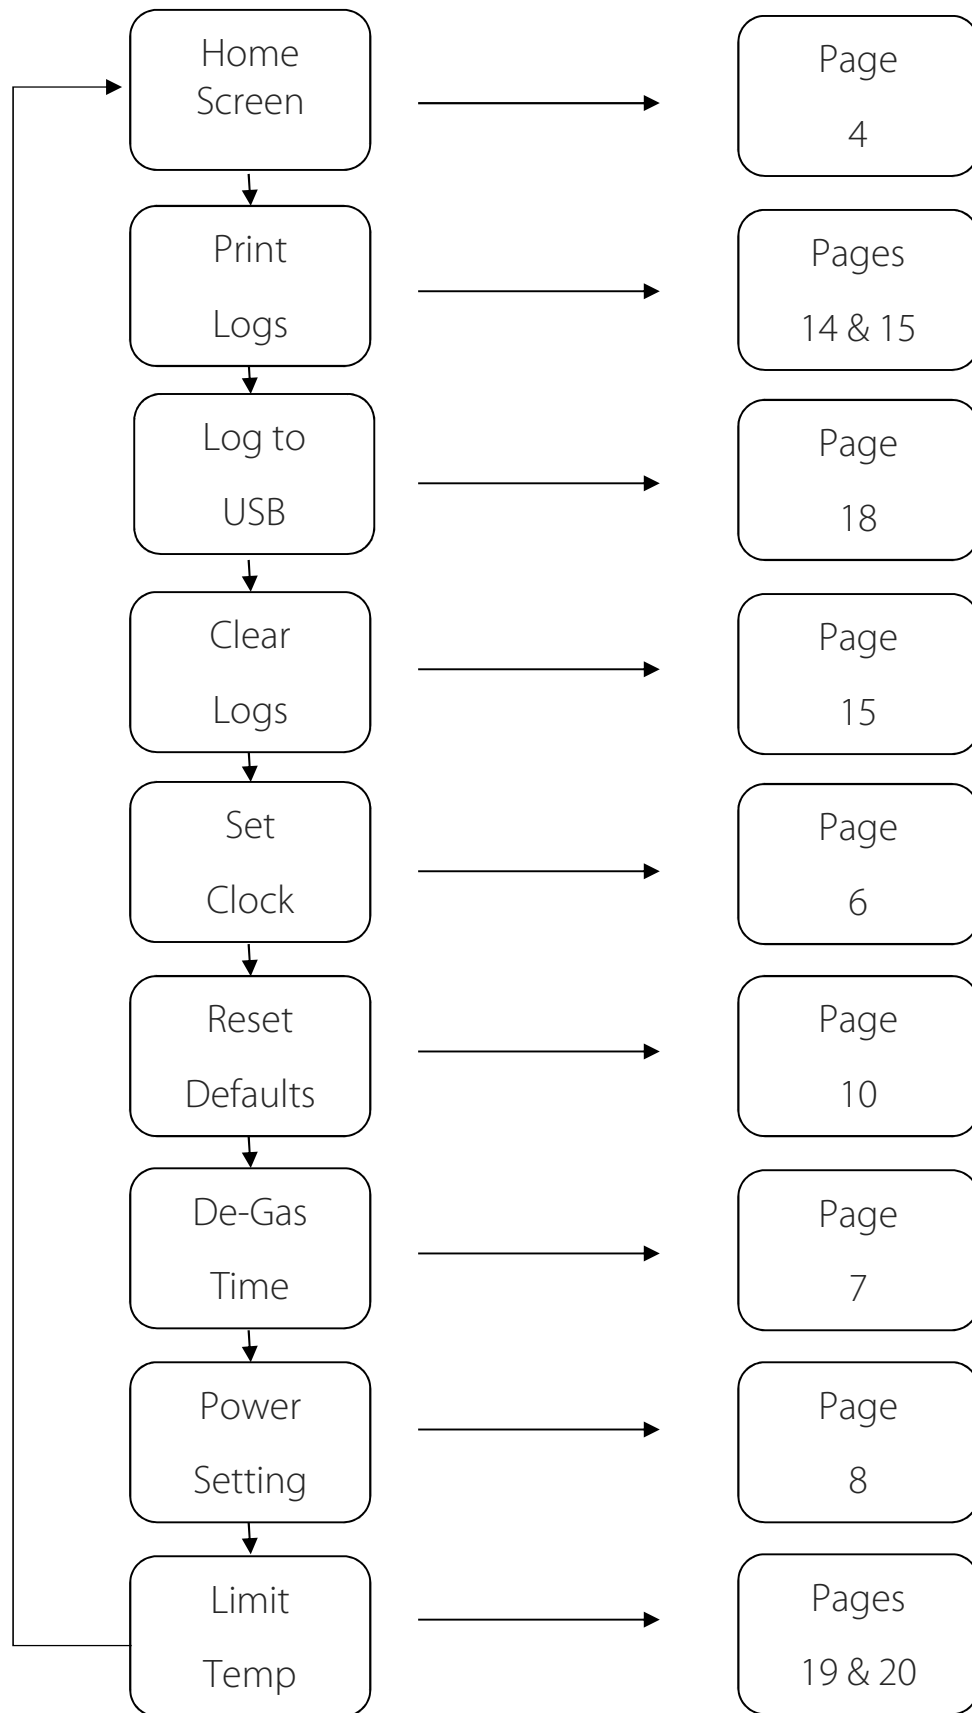 Home
Screen
Page
4
Print
Logs
Pages
14 & 15
Log to
USB
Page
18
Clear
Logs
Page
15
Set
Clock
Page
6
Reset
Defaults
Page
10
De-Gas
Time
Page
7
Power
Setting
Page
8
Limit
Temp
Pages
19 & 20